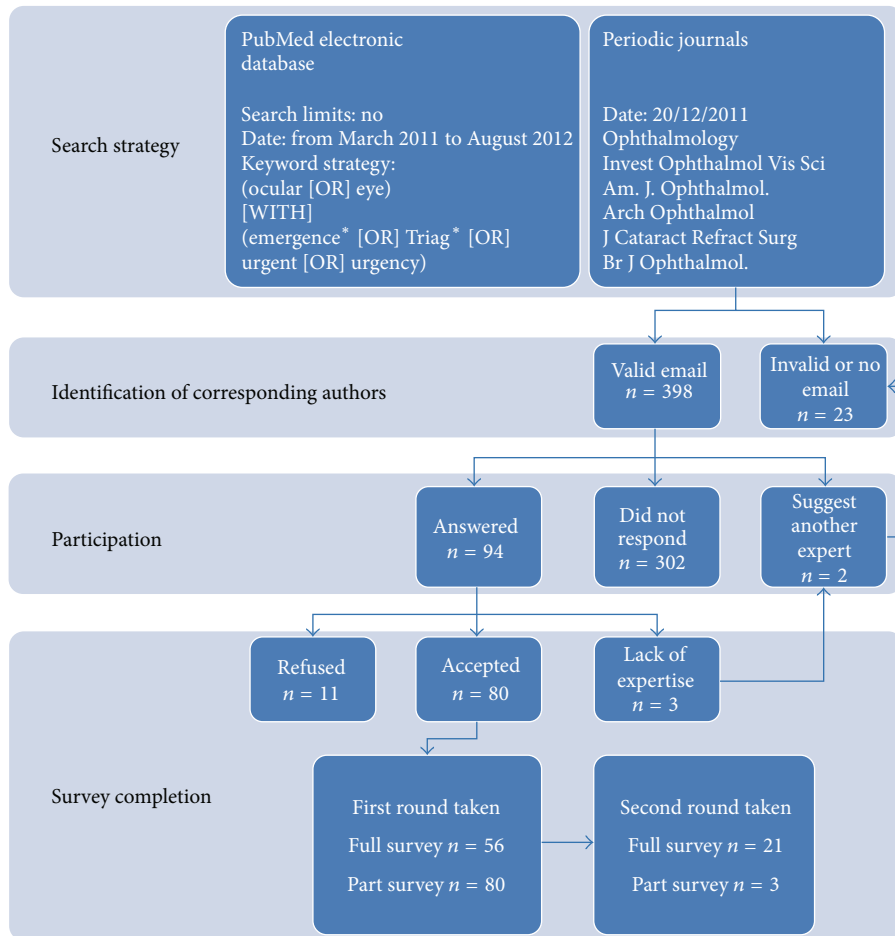 Search strategy
PubMed electronic
database
Search limits: no
Date: from March 2011 to August 2012
Keyword strategy:
(ocular [OR] eye)
[WITH]
(emergence* [OR] Triag* [OR]
urgent [OR] urgency)
Periodic journals
Date: 20/12/2011
Ophthalmology
Invest Ophthalmol Vis Sci
Am. J. Ophthalmol.
Arch Ophthalmol
J Cataract Refract Surg
Br J Ophthalmol.
Identification of corresponding authors
Valid email
n = 398
Invalid or no
email
n = 23
Participation
Answered
n = 94
Did not
respond
n = 302
Suggest
another
expert
n = 2
Survey completion
Refused
n = 11
Accepted
n = 80
Lack of
expertise
n = 3
First round taken
Full survey n = 56
Part survey n = 80
Second round taken
Full survey n = 21
Part survey n = 3